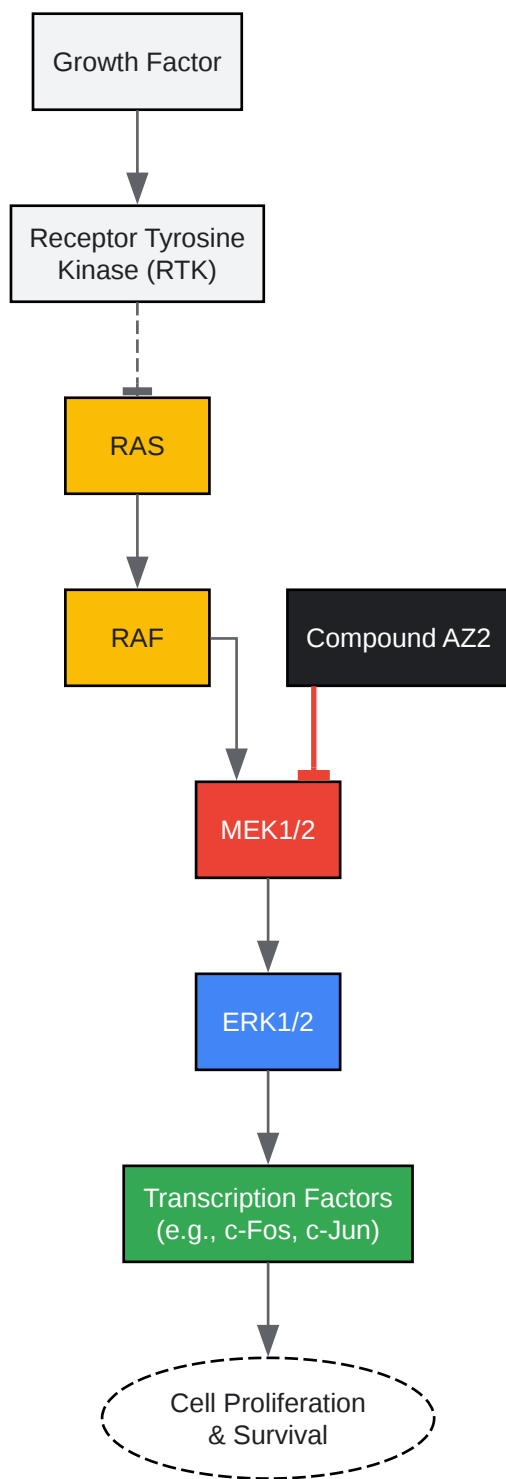 Growth Factor
Receptor Tyrosine
Kinase (RTK)
RAS
RAF
Compound AZ2
MEK1/2
ERK1/2
Transcription Factors
(e.g., c-Fos, c-Jun)
Cell Proliferation
& Survival